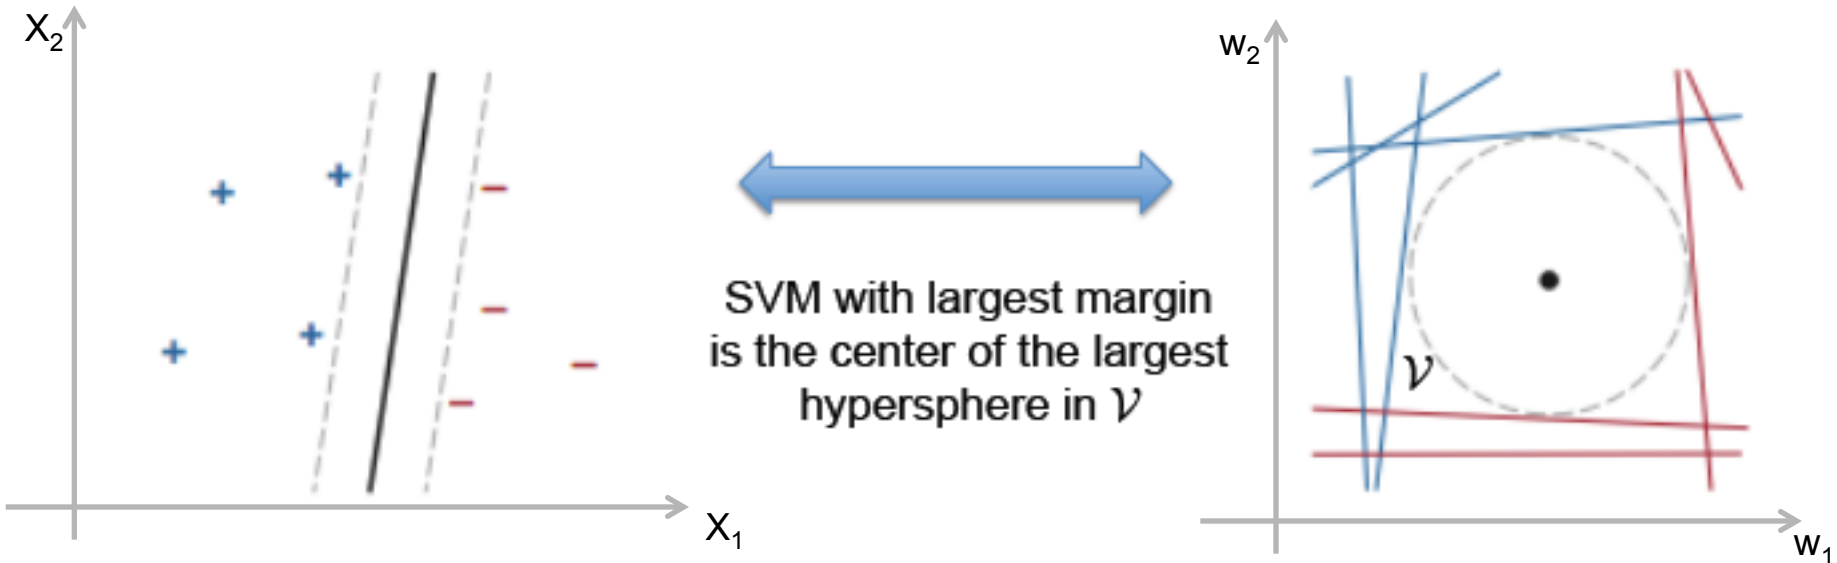 X₂
X₁
SVM with largest margin
is the center of the largest
hypersphere in 𝒱
w₂
𝒱
w₁